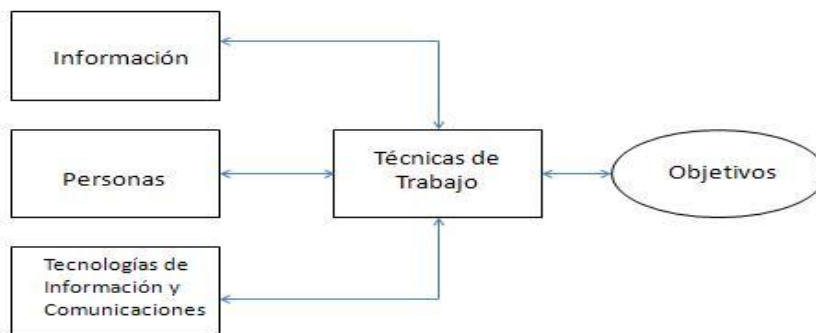 Información
Personas
Tecnologías de
Información y
Comunicaciones
Técnicas de
Trabajo
Objetivos